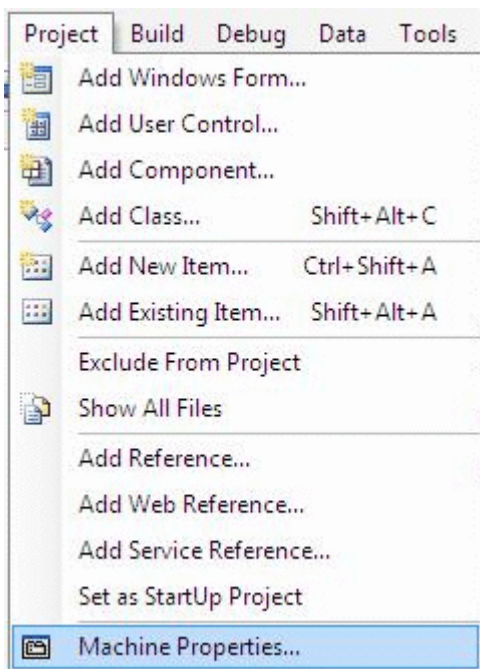 Project Build Debug Data Tools
Add Windows Form...
Add User Control...
Add Component...
Add Class... Shift+Alt+C
Add New Item... Ctrl+Shift+A
Add Existing Item... Shift+Alt+A
Exclude From Project
Show All Files
Add Reference...
Add Web Reference...
Add Service Reference...
Set as StartUp Project
Machine Properties...